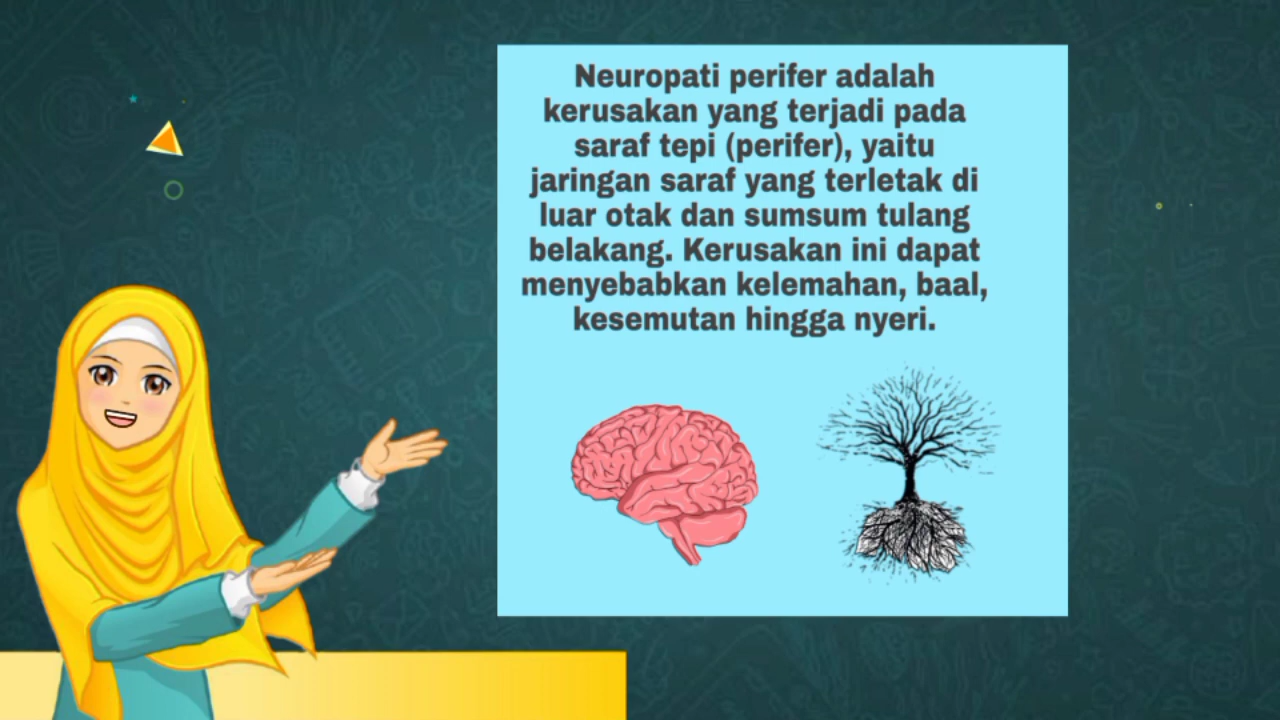 Neuropati perifer adalah
kerusakan yang terjadi pada
saraf tepi (perifer), yaitu
jaringan saraf yang terletak di
luar otak dan sumsum tulang
belakang. Kerusakan ini dapat
menyebabkan kelemahan, baal,
kesemutan hingga nyeri.